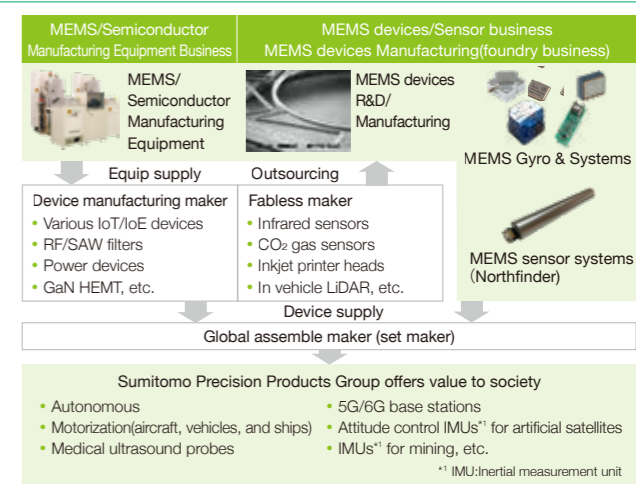 MEMS/Semiconductor
Manufacturing Equipment Business
MEMS devices/Sensor business
MEMS devices Manufacturing(foundry business)
MEMS/
Semiconductor
Manufacturing
Equipment
MEMS devices
R&D/
Manufacturing
MEMS Gyro & Systems
MEMS sensor systems
(Northfinder)
Equip supply
Outsourcing
Device manufacturing maker
• Various IoT/IoE devices
• RF/SAW filters
• Power devices
• GaN HEMT, etc.
Fabless maker
• Infrared sensors
• CO₂ gas sensors
• Inkjet printer heads
• In vehicle LiDAR, etc.
Device supply
Global assemble maker (set maker)
Sumitomo Precision Products Group offers value to society
• Autonomous
• Motorization(aircraft, vehicles, and ships)
• Medical ultrasound probes
• 5G/6G base stations
• Attitude control IMUs*¹ for artificial satellites
• IMUs*¹ for mining, etc.
*¹ IMU:Inertial measurement unit